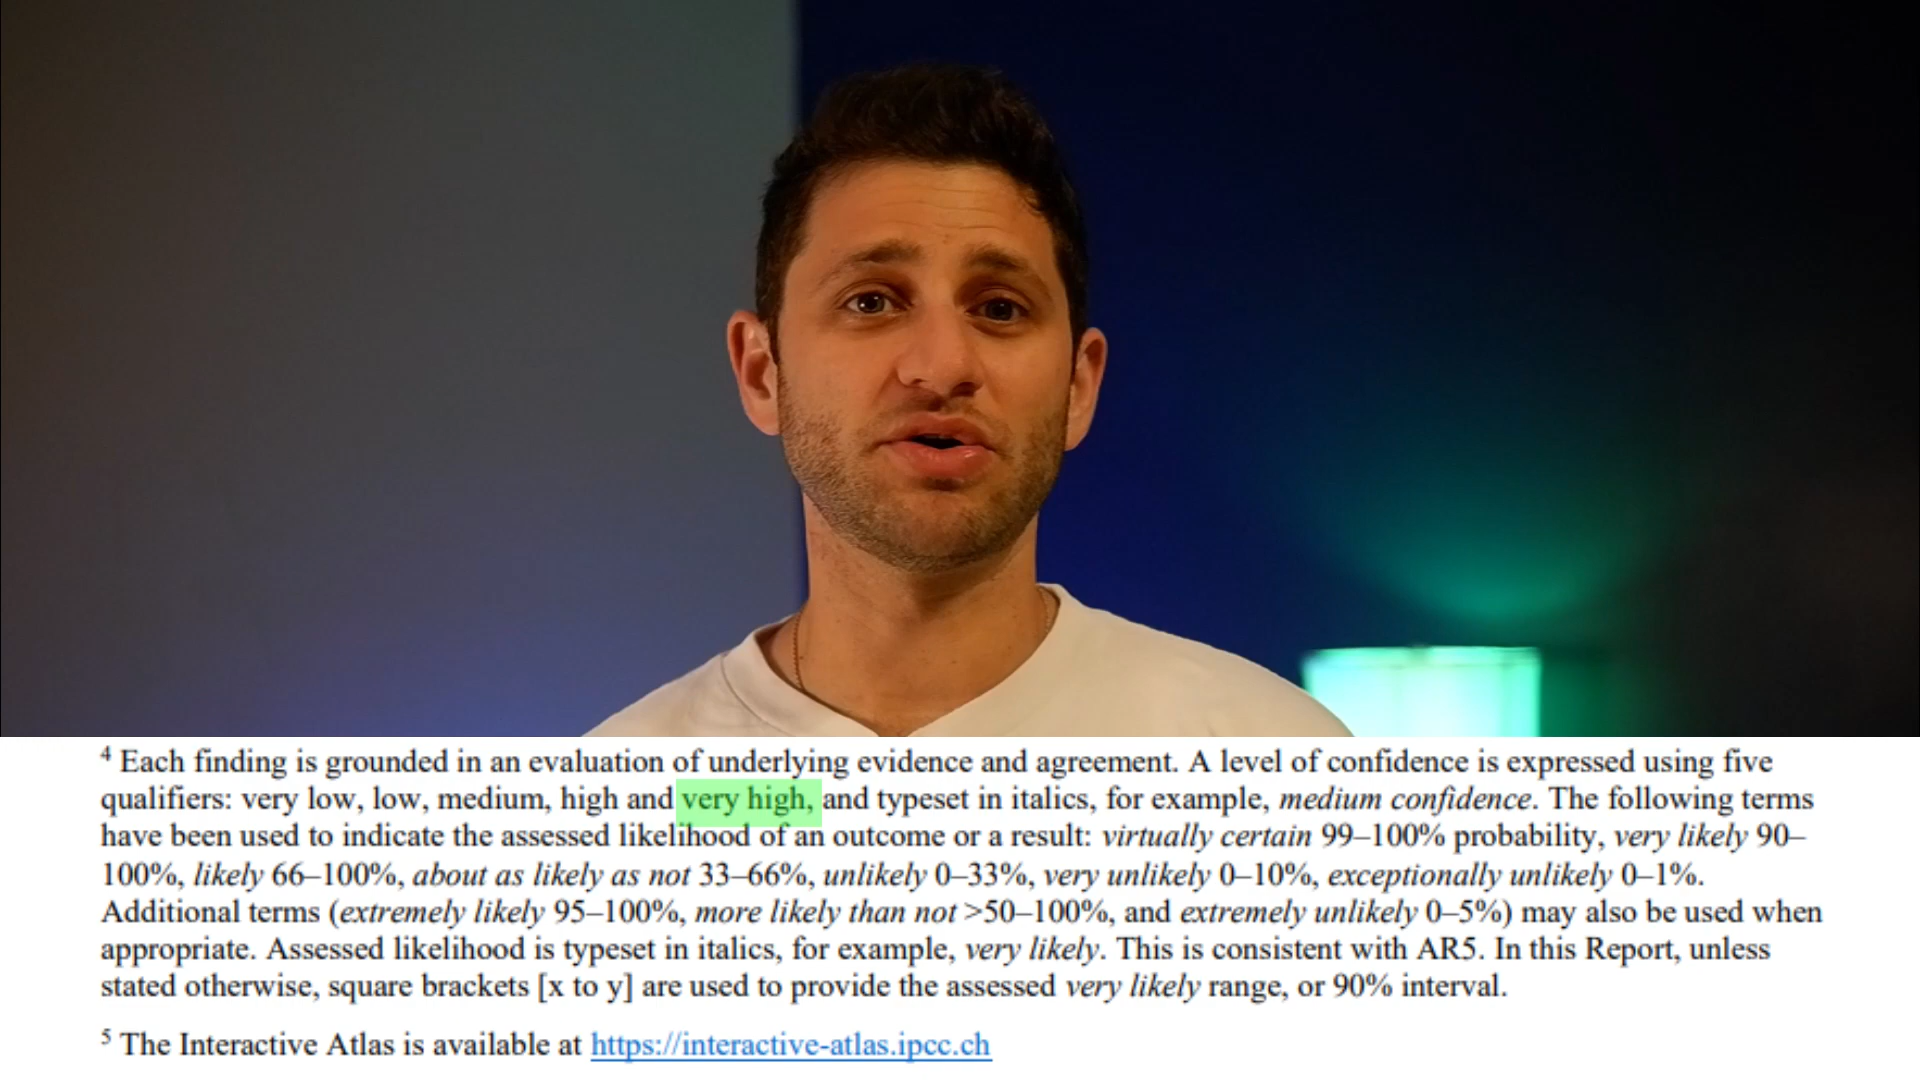 4 Each finding is grounded in an evaluation of underlying evidence and agreement. A level of confidence is expressed using five
qualifiers: very low, low, medium, high and very high, and typeset in italics, for example, medium confidence. The following terms
have been used to indicate the assessed likelihood of an outcome or a result: virtually certain 99–100% probability, very likely 90–
100%, likely 66–100%, about as likely as not 33–66%, unlikely 0–33%, very unlikely 0–10%, exceptionally unlikely 0–1%.
Additional terms (extremely likely 95–100%, more likely than not >50–100%, and extremely unlikely 0–5%) may also be used when
appropriate. Assessed likelihood is typeset in italics, for example, very likely. This is consistent with AR5. In this Report, unless
stated otherwise, square brackets [x to y] are used to provide the assessed very likely range, or 90% interval.
5 The Interactive Atlas is available at https://interactive-atlas.ipcc.ch